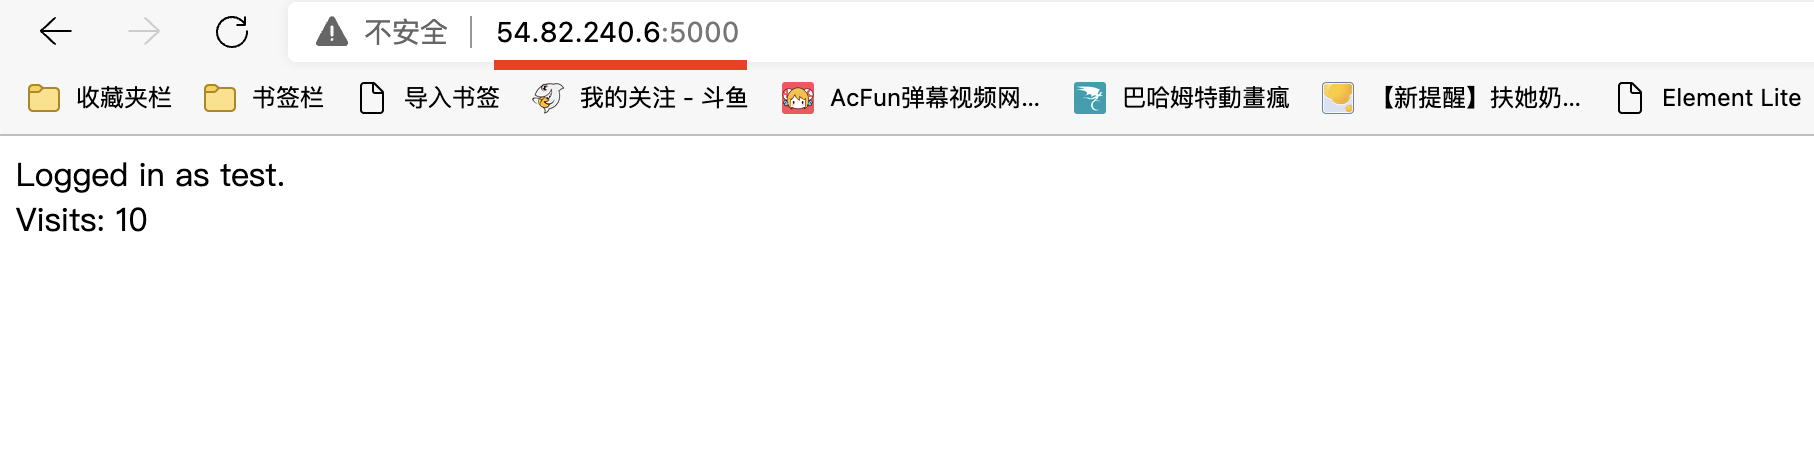 不安全 | 54.82.240.6:5000
收藏夹栏 书签栏 导入书签 我的关注 - 斗鱼 AcFun弹幕视频网... 巴哈姆特動畫瘋 【新提醒】扶她奶... Element Lite
Logged in as test.
Visits: 10